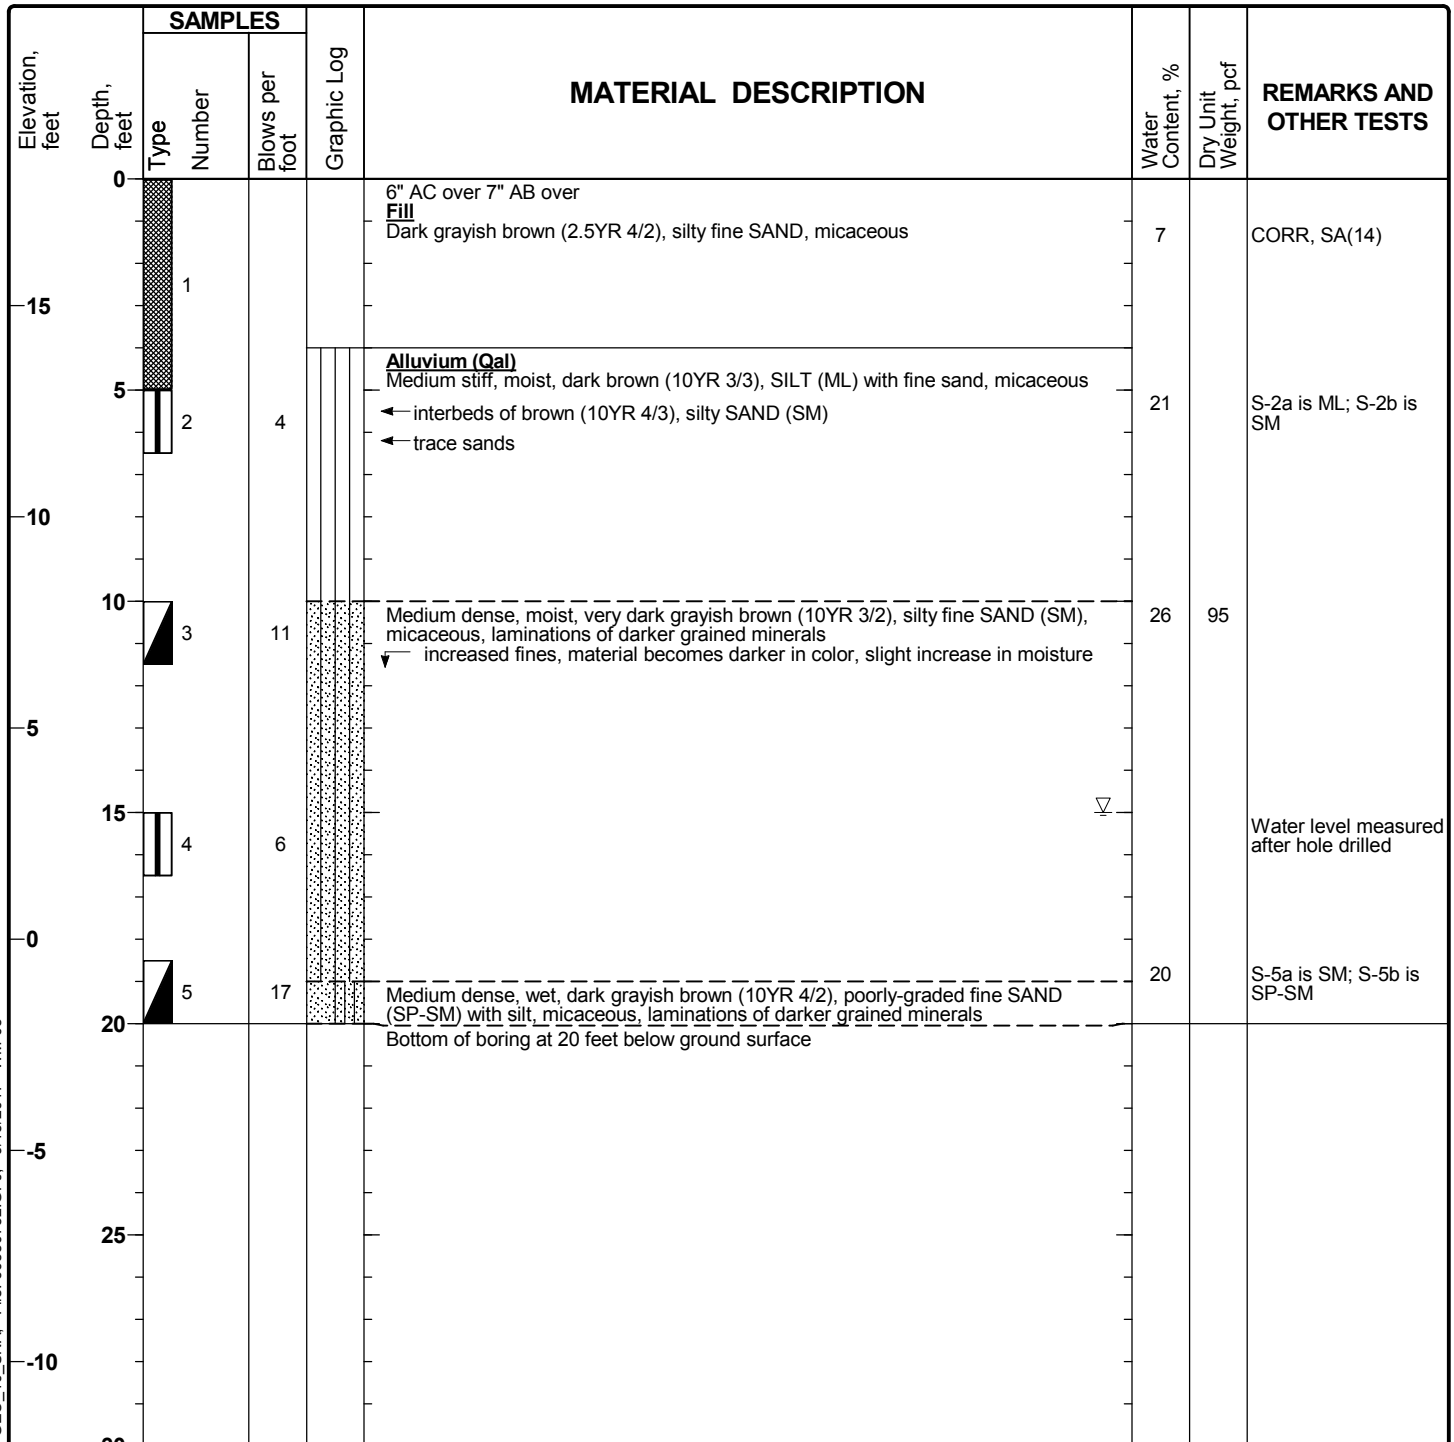 SAMPLES
Elevation, feet
Depth, feet
Type
Number
Blows per foot
Graphic Log
MATERIAL DESCRIPTION
Water Content, %
Dry Unit Weight, pcf
REMARKS AND
OTHER TESTS
0
6" AC over 7" AB over
Fill
Dark grayish brown (2.5YR 4/2), silty fine SAND, micaceous
7
CORR, SA(14)
1
15
Alluvium (Qal)
Medium stiff, moist, dark brown (10YR 3/3), SILT (ML) with fine sand, micaceous
5
interbeds of brown (10YR 4/3), silty SAND (SM)
21
S-2a is ML; S-2b is
SM
2
4
trace sands
10
10
Medium dense, moist, very dark grayish brown (10YR 3/2), silty fine SAND (SM),
micaceous, laminations of darker grained minerals
26
95
3
11
increased fines, material becomes darker in color, slight increase in moisture
5
15
Water level measured
after hole drilled
4
6
0
20
S-5a is SM; S-5b is
SP-SM
5
17
Medium dense, wet, dark grayish brown (10YR 4/2), poorly-graded fine SAND
(SP-SM) with silt, micaceous, laminations of darker grained minerals
20
Bottom of boring at 20 feet below ground surface
-5
25
-10